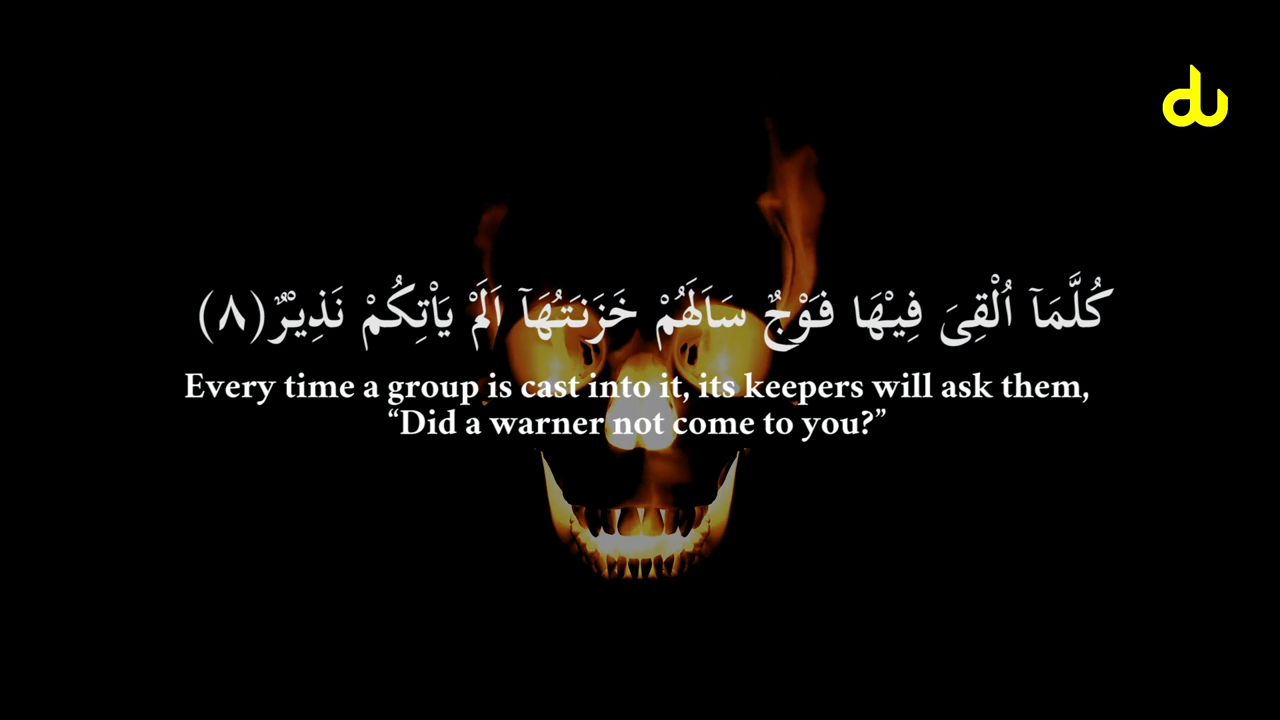 كُلَّمَآ اُلْقِىَ فِيْهَا فَوْجٌ سَاَلَهُمْ خَزَنَتُهَآ اَلَمْ يَاْتِكُمْ نَذِيْرٌ(٨)
Every time a group is cast into it, its keepers will ask them,
“Did a warner not come to you?”